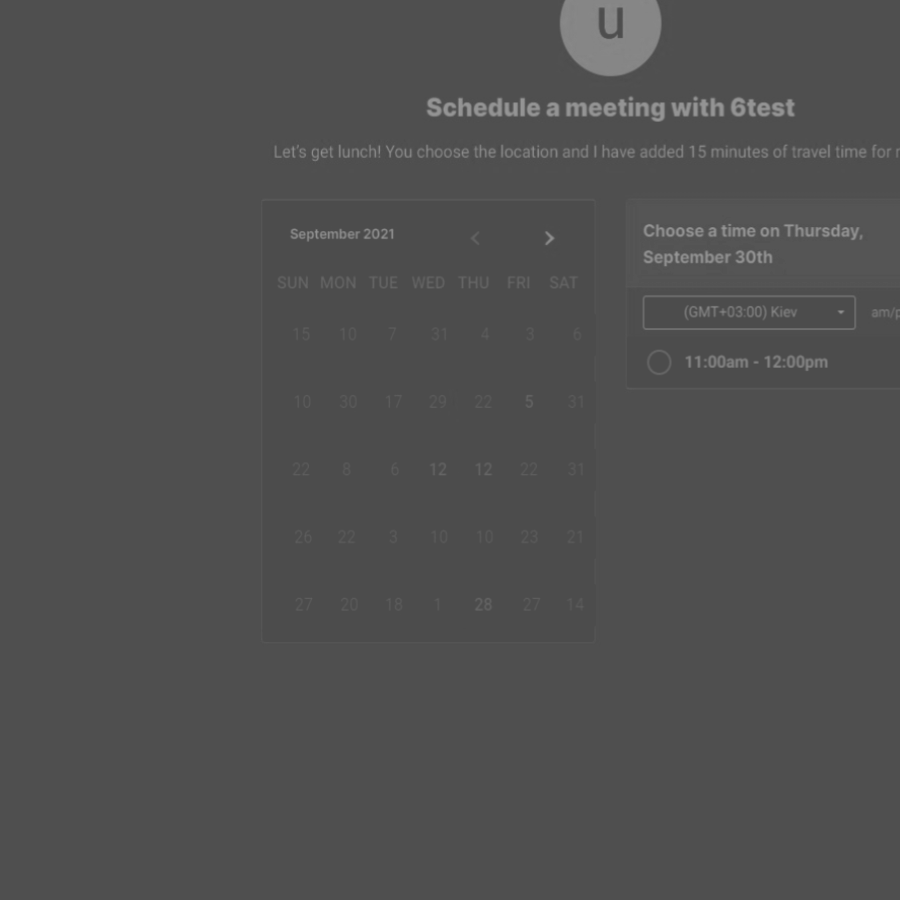 u
Schedule a meeting with 6test
Let's get lunch! You choose the location and I have added 15 minutes of travel time for
September 2021
SUN MON TUE WED THU FRI SAT
15 10 7 31 4 3 6
10 30 17 29 22 5 31
22 8 6 12 12 22 31
26 22 3 10 10 23 21
27 20 18 1 28 27 14
Choose a time on Thursday,
September 30th
(GMT+03:00) Kiev am/p
11:00am - 12:00pm